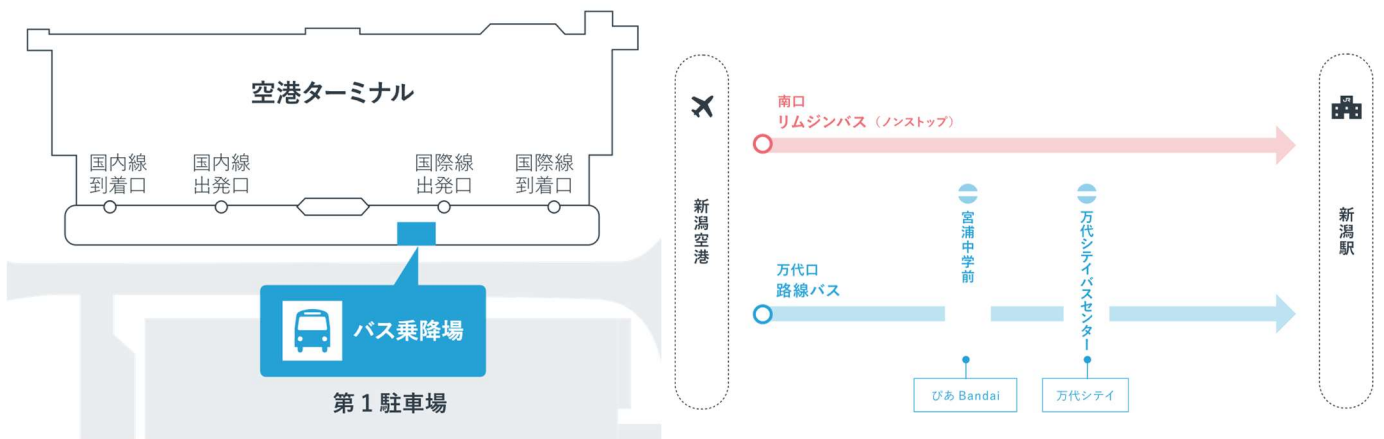 空港ターミナル
国内線
到着口
国内線
出発口
国際線
出発口
国際線
到着口
バス乗降場
第1駐車場
新潟空港
南口
リムジンバス（ノンストップ）
宮浦中学前
万代シテイバスセンター
万代口
路線バス
ぴあ Bandai
万代シテイ
JR
新潟駅